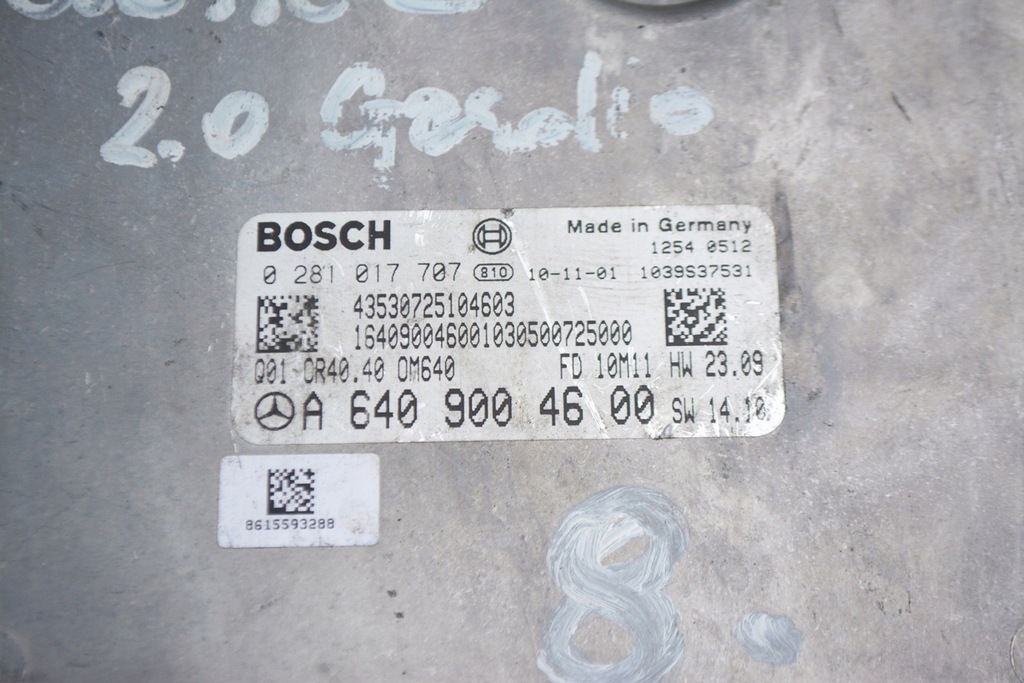 2.0 Gasolio
BOSCH Made in Germany
1254 0512
0 281 017 707 810 10-11-01 1039S37531
43530725104603
1640900460001030500725000
Q01 CR40.40 OM640 FD 10M11 HW 23.09
A 640 900 46 00 SW 14.10
8615593288
8.